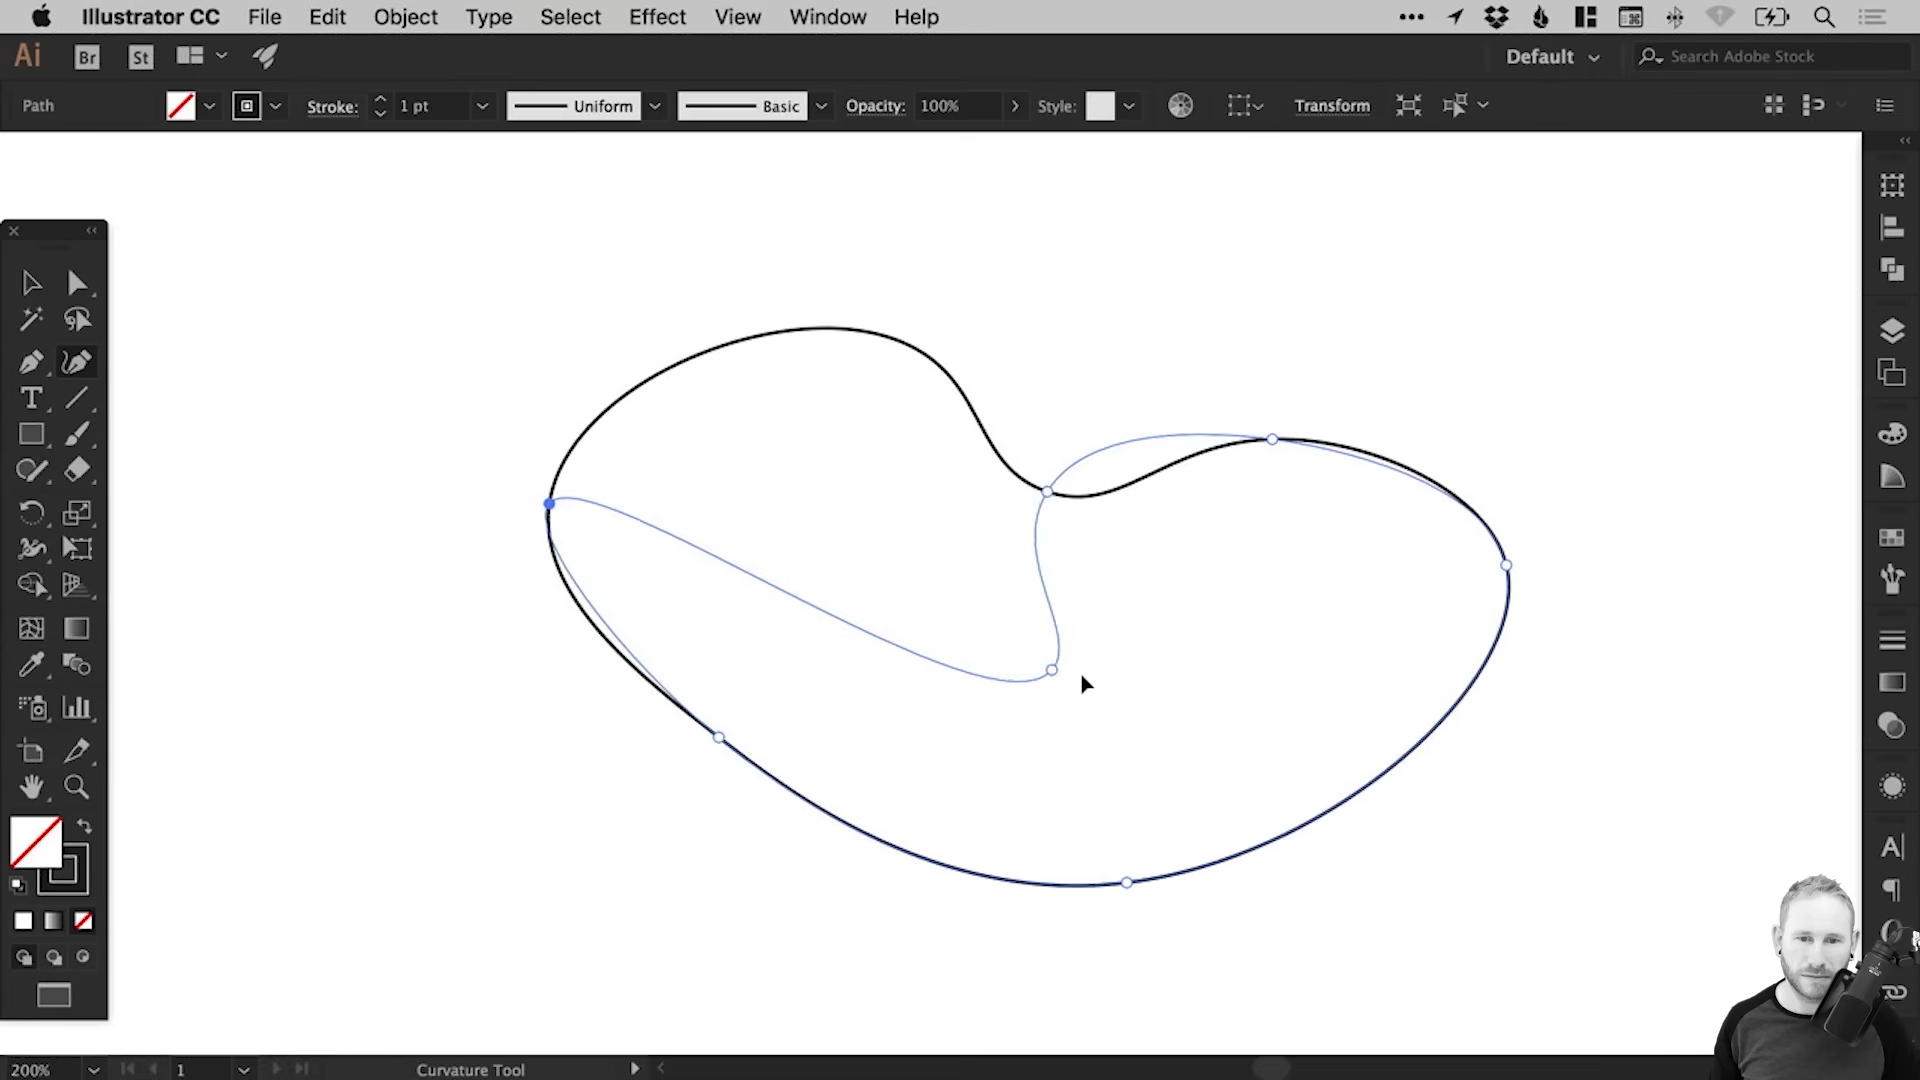 Illustrator CC File Edit Object Type Select Effect View Window Help
Ai Br St Default Search Adobe Stock
Path Stroke: 1 pt Uniform Basic Opacity: 100% Style: Transform
T
A
200% 1 Curvature Tool